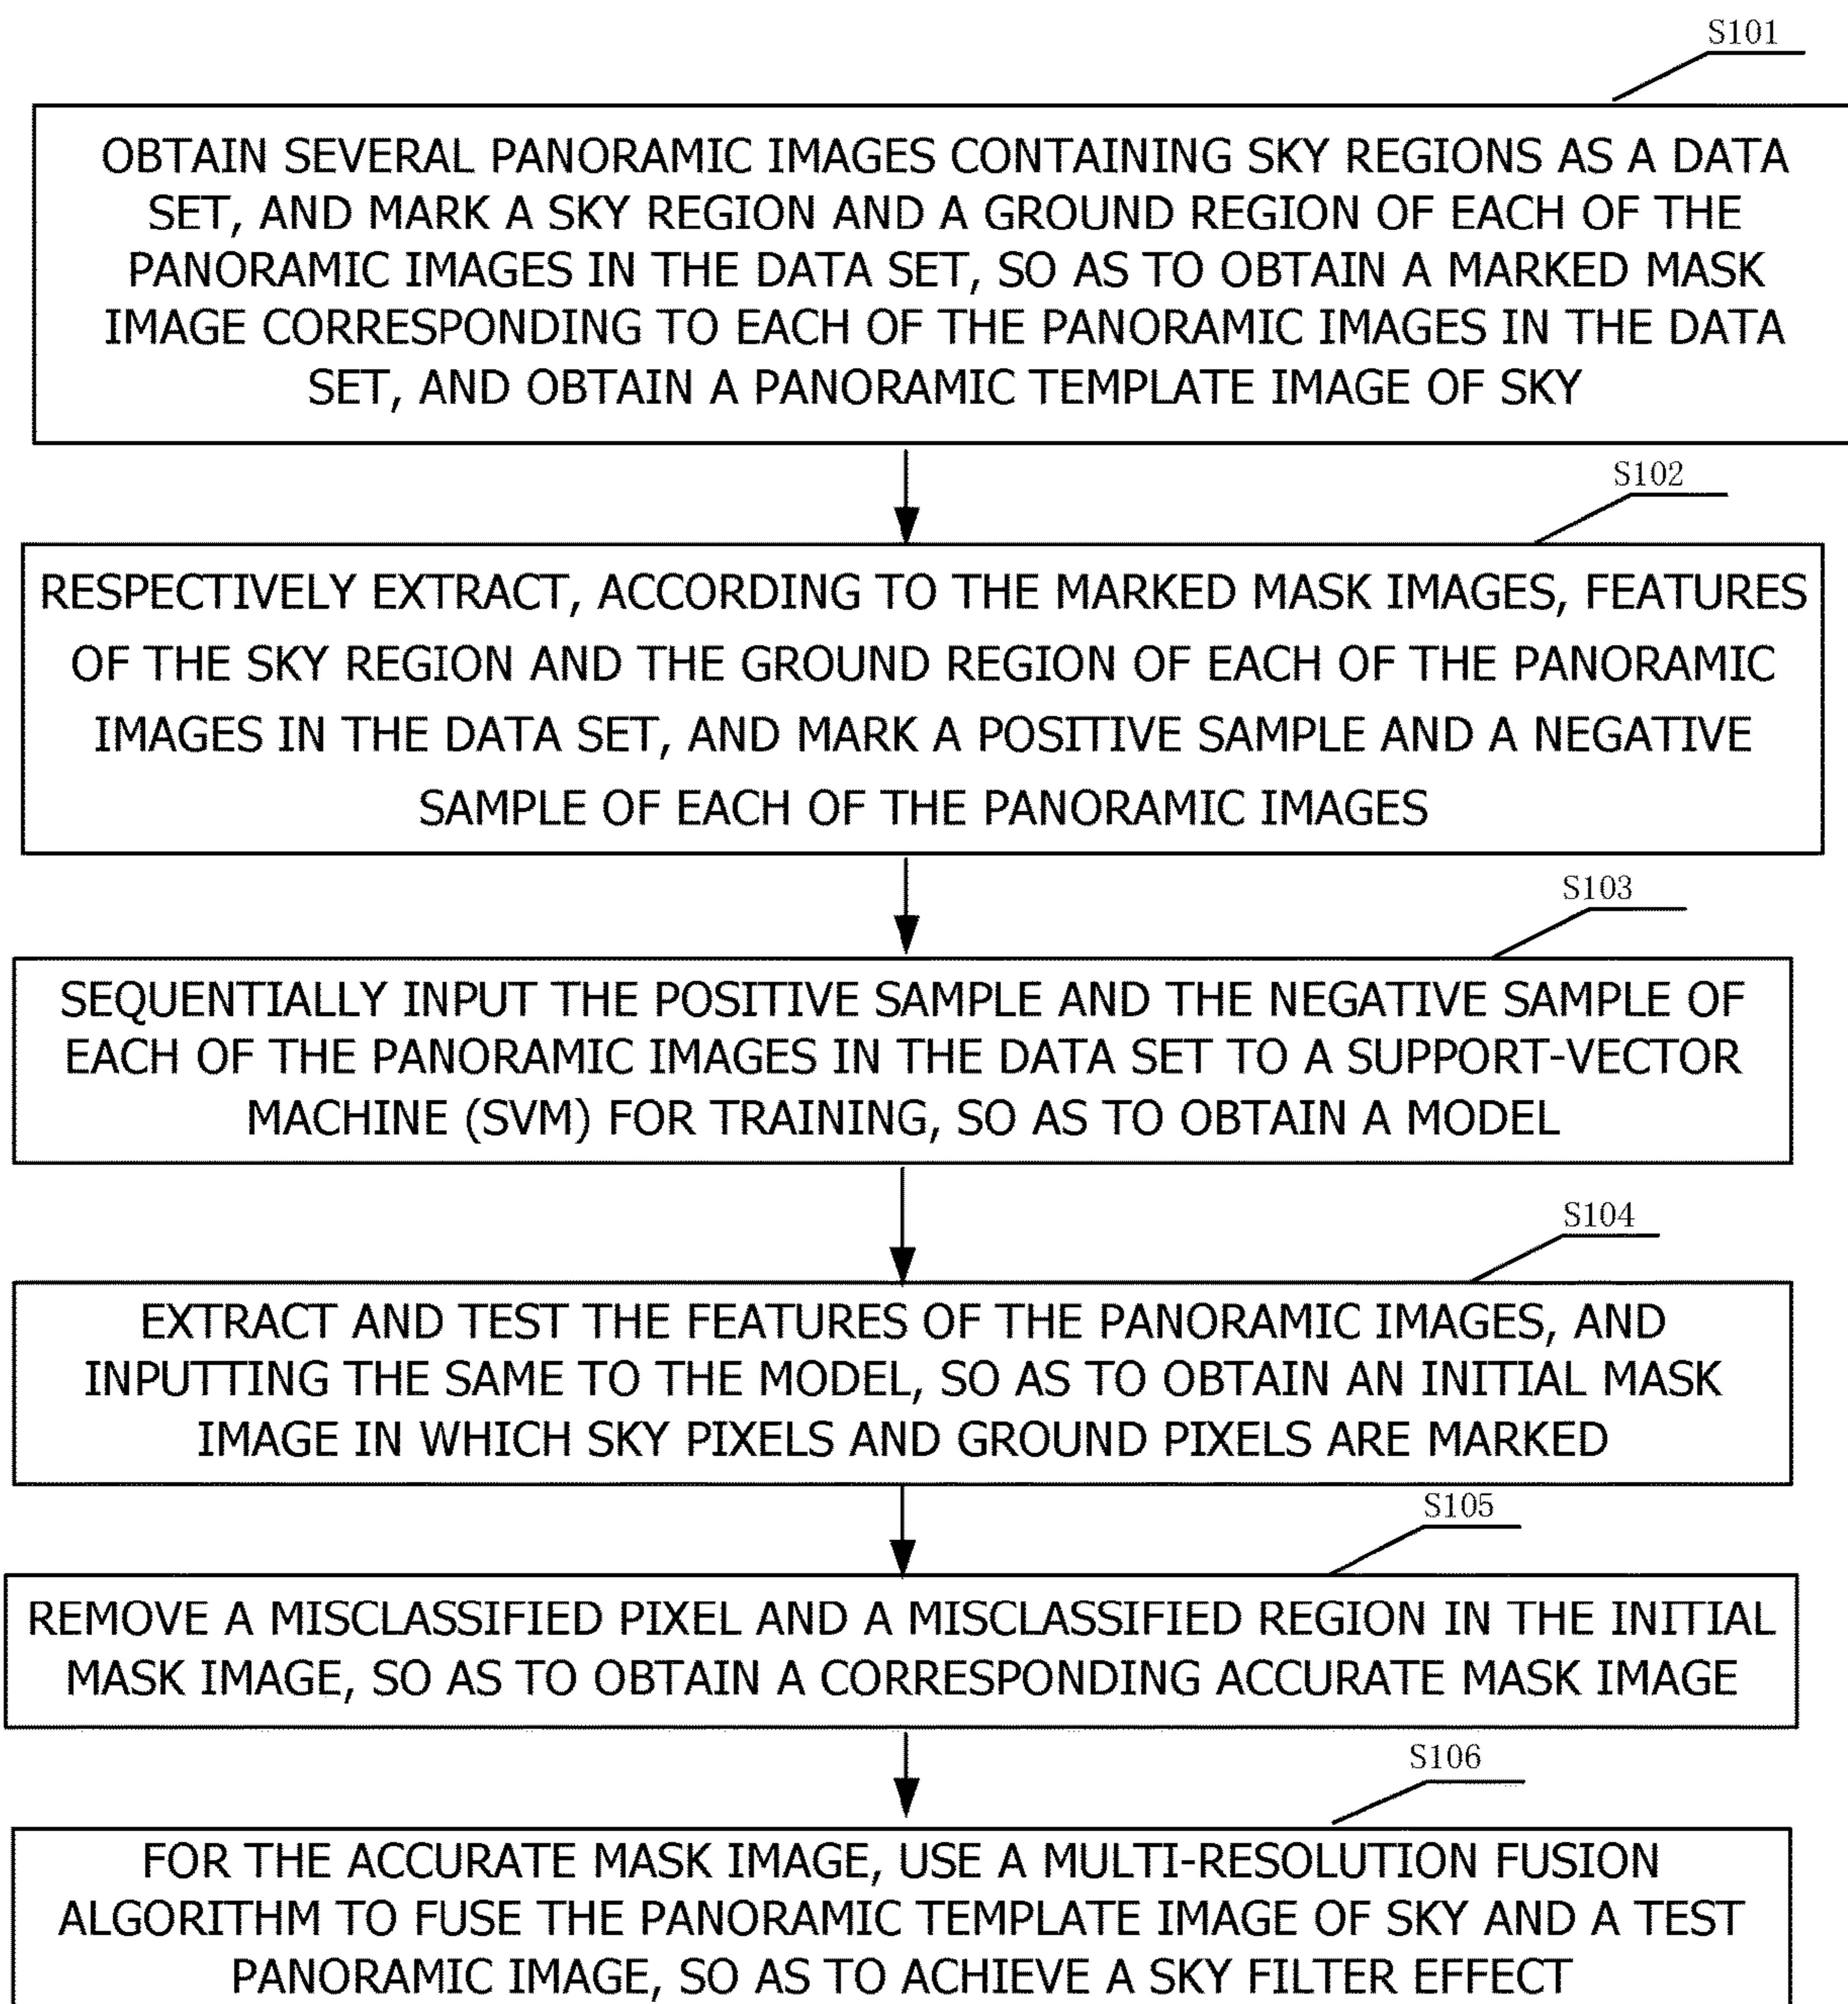 S101
OBTAIN SEVERAL PANORAMIC IMAGES CONTAINING SKY REGIONS AS A DATA
SET, AND MARK A SKY REGION AND A GROUND REGION OF EACH OF THE
PANORAMIC IMAGES IN THE DATA SET, SO AS TO OBTAIN A MARKED MASK
IMAGE CORRESPONDING TO EACH OF THE PANORAMIC IMAGES IN THE DATA
SET, AND OBTAIN A PANORAMIC TEMPLATE IMAGE OF SKY
S102
RESPECTIVELY EXTRACT, ACCORDING TO THE MARKED MASK IMAGES, FEATURES
OF THE SKY REGION AND THE GROUND REGION OF EACH OF THE PANORAMIC
IMAGES IN THE DATA SET, AND MARK A POSITIVE SAMPLE AND A NEGATIVE
SAMPLE OF EACH OF THE PANORAMIC IMAGES
S103
SEQUENTIALLY INPUT THE POSITIVE SAMPLE AND THE NEGATIVE SAMPLE OF
EACH OF THE PANORAMIC IMAGES IN THE DATA SET TO A SUPPORT-VECTOR
MACHINE (SVM) FOR TRAINING, SO AS TO OBTAIN A MODEL
S104
EXTRACT AND TEST THE FEATURES OF THE PANORAMIC IMAGES, AND
INPUTTING THE SAME TO THE MODEL, SO AS TO OBTAIN AN INITIAL MASK
IMAGE IN WHICH SKY PIXELS AND GROUND PIXELS ARE MARKED
S105
REMOVE A MISCLASSIFIED PIXEL AND A MISCLASSIFIED REGION IN THE INITIAL
MASK IMAGE, SO AS TO OBTAIN A CORRESPONDING ACCURATE MASK IMAGE
S106
FOR THE ACCURATE MASK IMAGE, USE A MULTI-RESOLUTION FUSION
ALGORITHM TO FUSE THE PANORAMIC TEMPLATE IMAGE OF SKY AND A TEST
PANORAMIC IMAGE, SO AS TO ACHIEVE A SKY FILTER EFFECT